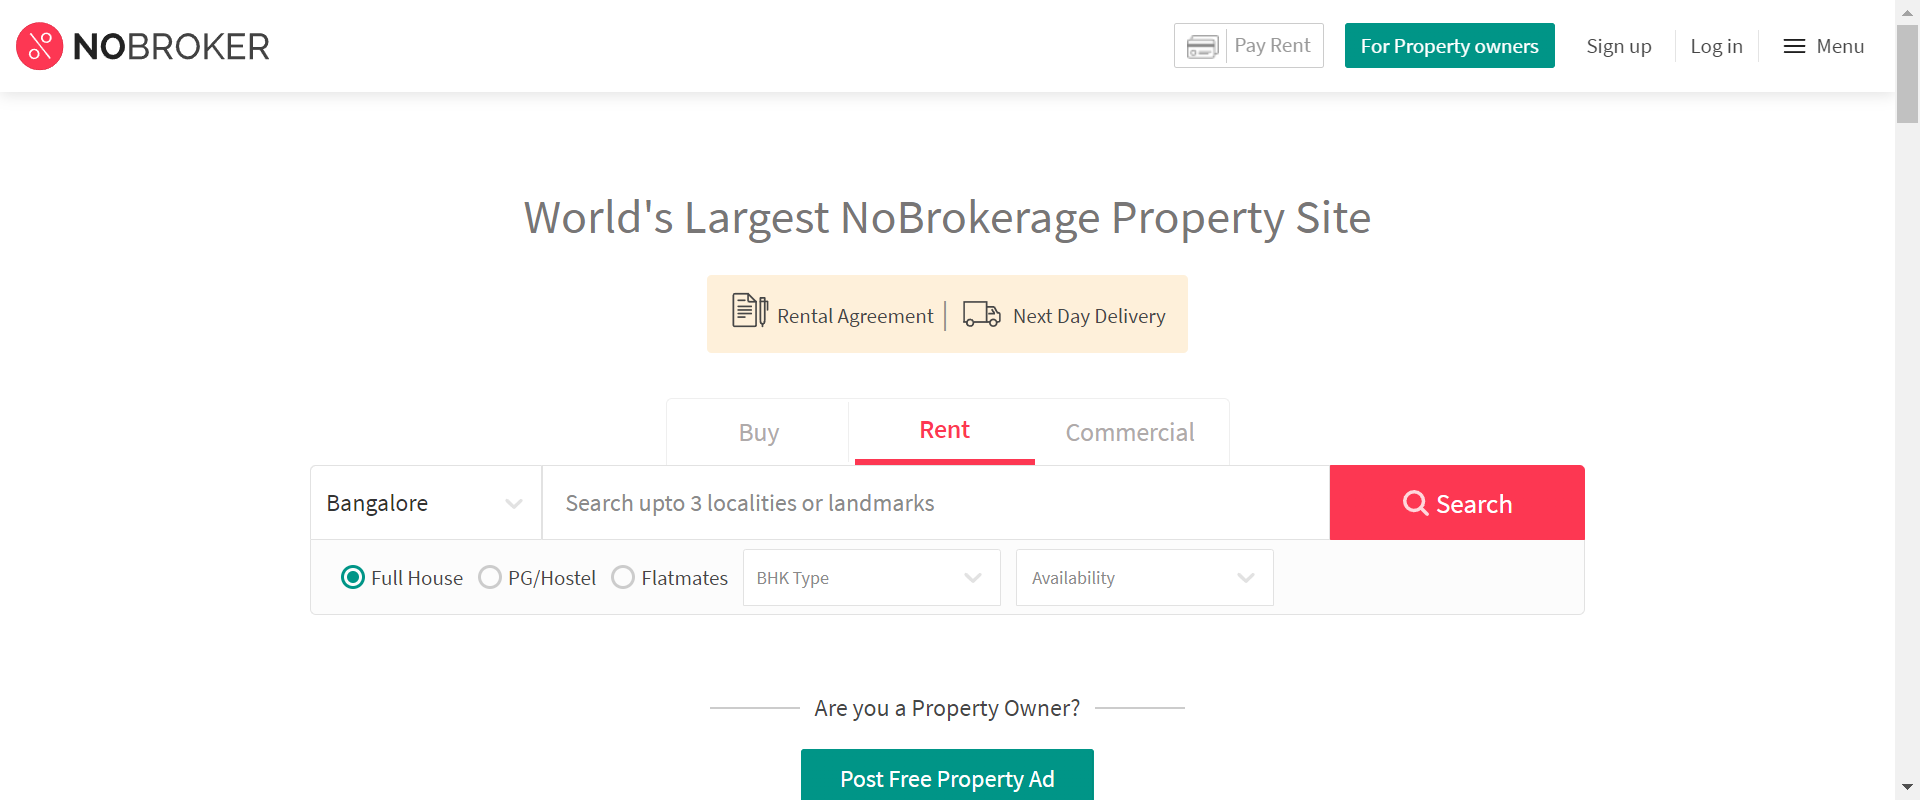 NOBROKER
Pay Rent
For Property owners
Sign up
Log in
Menu
World's Largest NoBrokerage Property Site
Rental Agreement
Next Day Delivery
Buy
Rent
Commercial
Bangalore
Search upto 3 localities or landmarks
Search
Full House
PG/Hostel
Flatmates
BHK Type
Availability
Are you a Property Owner?
Post Free Property Ad